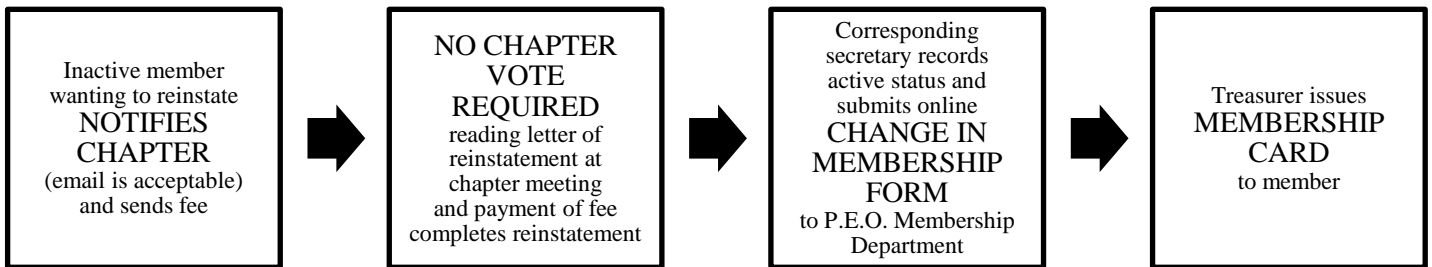 Inactive member
wanting to reinstate
NOTIFIES
CHAPTER
(email is acceptable)
and sends fee
NO CHAPTER
VOTE
REQUIRED
reading letter of
reinstatement at
chapter meeting
and payment of fee
completes reinstatement
Corresponding
secretary records
active status and
submits online
CHANGE IN
MEMBERSHIP
FORM
to P.E.O. Membership
Department
Treasurer issues
MEMBERSHIP
CARD
to member